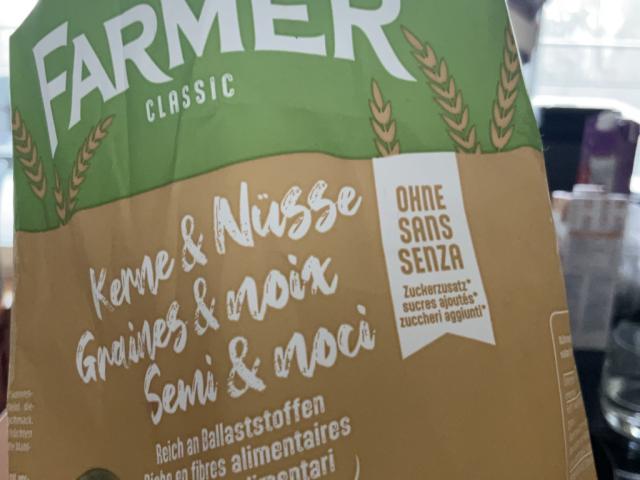 FARMER
CLASSIC
Kerne & Nüsse
Graines & noix
Semi & noci
OHNE
SANS
SENZA
Zuckerzusatz*
sucres ajoutés*
zuccheri aggiunti*
Reich an Ballaststoffen
en fibres alimentaires